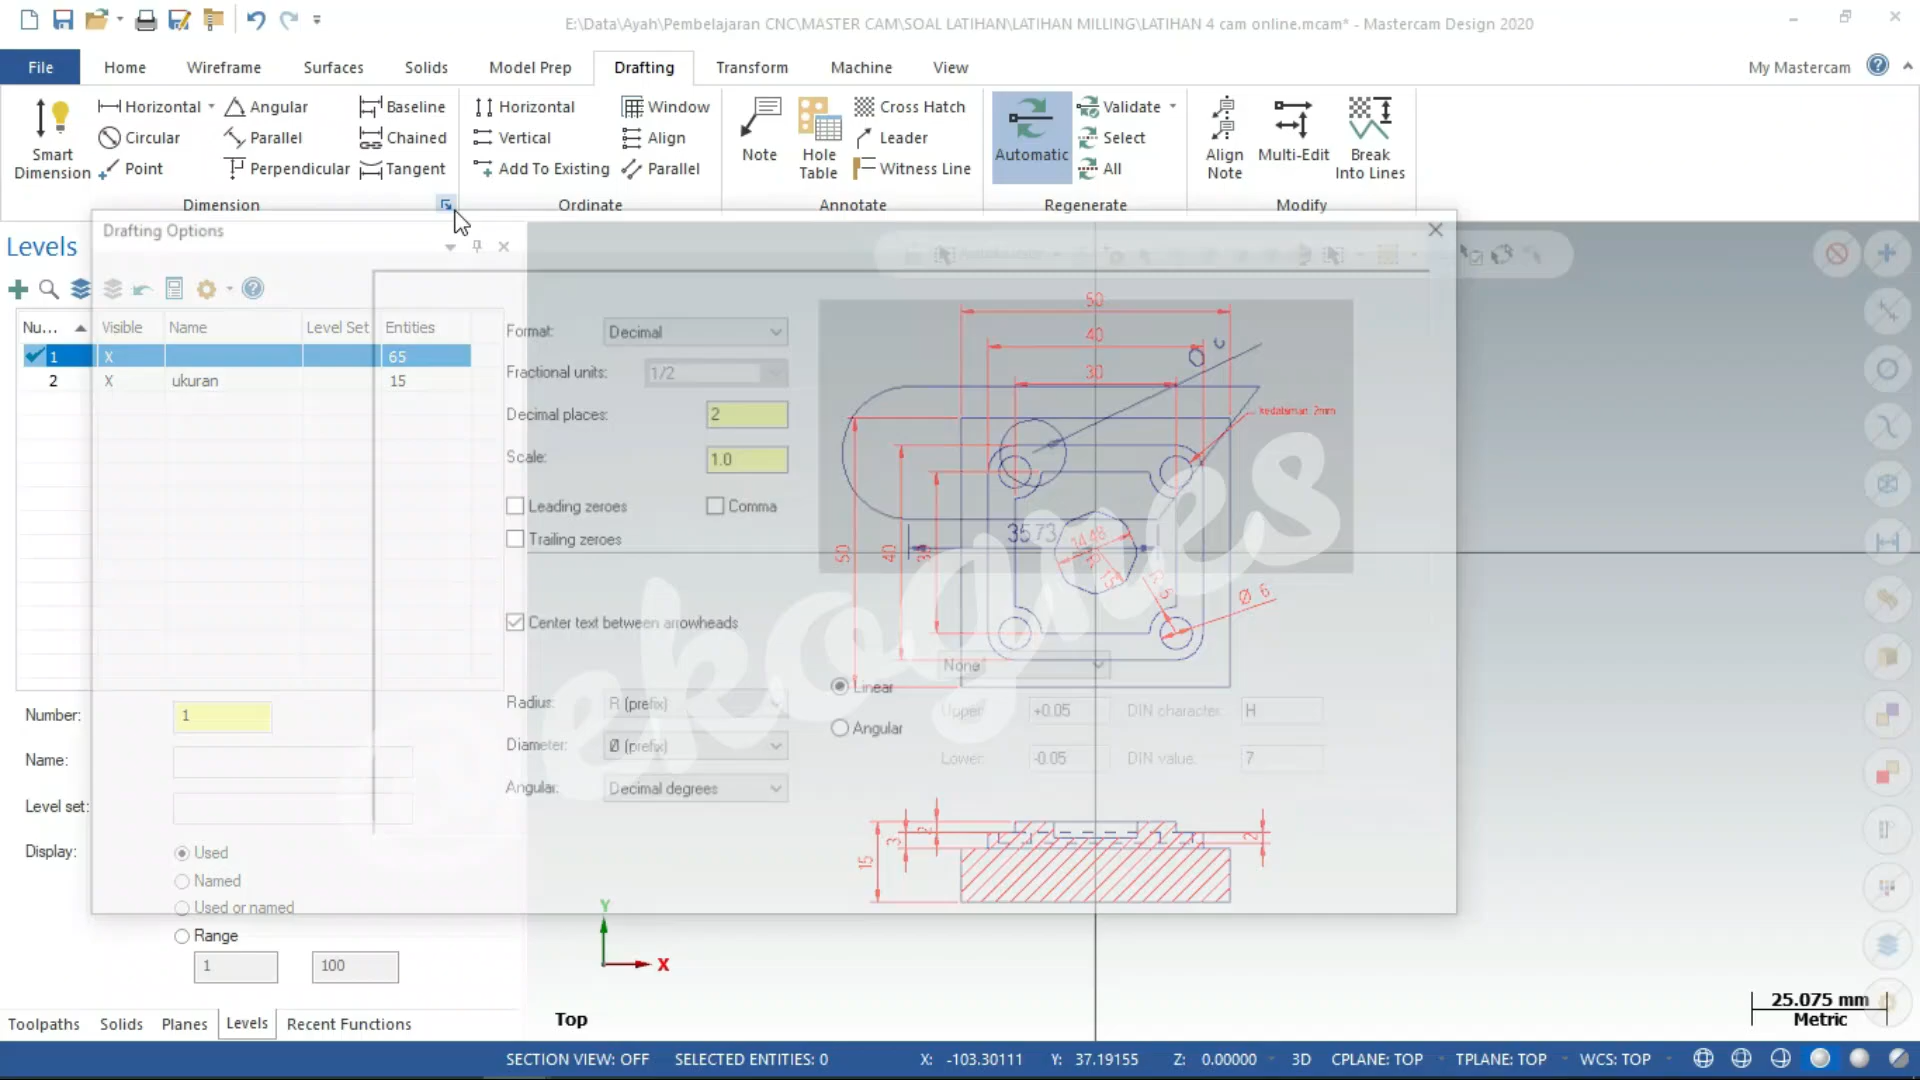 E:\Data\Ayah\Pembelajaran CNC\MASTER CAM\SOAL LATIHAN\LATIHAN MILLING\LATIHAN 4 cam online.mcam* - Mastercam Design 2020
File Home Wireframe Surfaces Solids Model Prep Drafting Transform Machine View My Mastercam
Horizontal Angular Baseline Horizontal Window Cross Hatch Validate
Circular Parallel Chained Vertical Align Leader Select
Smart Dimension Point Perpendicular Tangent Add To Existing Parallel Note Hole Table Witness Line Automatic All Align Note Multi-Edit Break Into Lines
Dimension Ordinate Annotate Regenerate Modify
Drafting Options
Levels
Nu... Visible Name Level Set Entities
1 X 65
2 X ukuran 15
Format: Decimal
Fractional units: 1/2
Decimal places: 2
Scale: 1.0
Leading zeroes Comma
Trailing zeroes
Center text between arrowheads
Radius: R (prefix)
Diameter: Ø (prefix)
Angular: Decimal degrees
None
Linear
Angular
Upper: +0.05 DIN character: H
Lower: -0.05 DIN value: 7
50
40
30
kedalaman 2mm
35.73
14.48
50
40
R 5
Ø 6
ekognes
15
3
2
2
Number: 1
Name:
Level set:
Display:
Used
Named
Used or named
Range
1 100
Y
X
Top
25.075 mm
Metric
Toolpaths Solids Planes Levels Recent Functions
SECTION VIEW: OFF SELECTED ENTITIES: 0 X: -103.30111 Y: 37.19155 Z: 0.00000 3D CPLANE: TOP TPLANE: TOP WCS: TOP